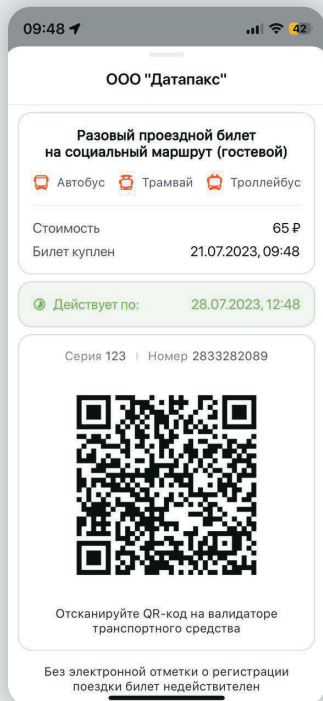 09:48
42
ООО "Датапакс"
Разовый проездной билет
на социальный маршрут (гостевой)
Автобус Трамвай Троллейбус
Стоимость 65 ₽
Билет куплен 21.07.2023, 09:48
Действует по: 28.07.2023, 12:48
Серия 123 | Номер 2833282089
Отсканируйте QR-код на валидаторе
транспортного средства
Без электронной отметки о регистрации
поездки билет недействителен